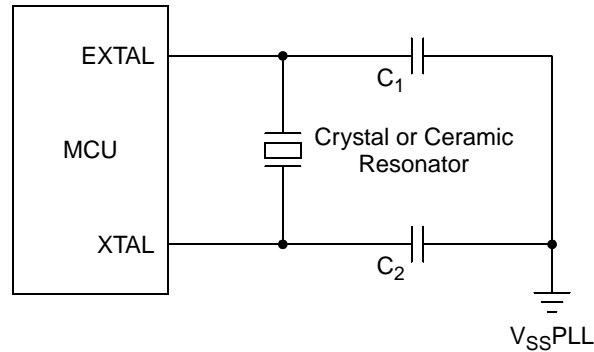 EXTAL
C1
MCU
Crystal or Ceramic
Resonator
XTAL
C2
VSSPLL